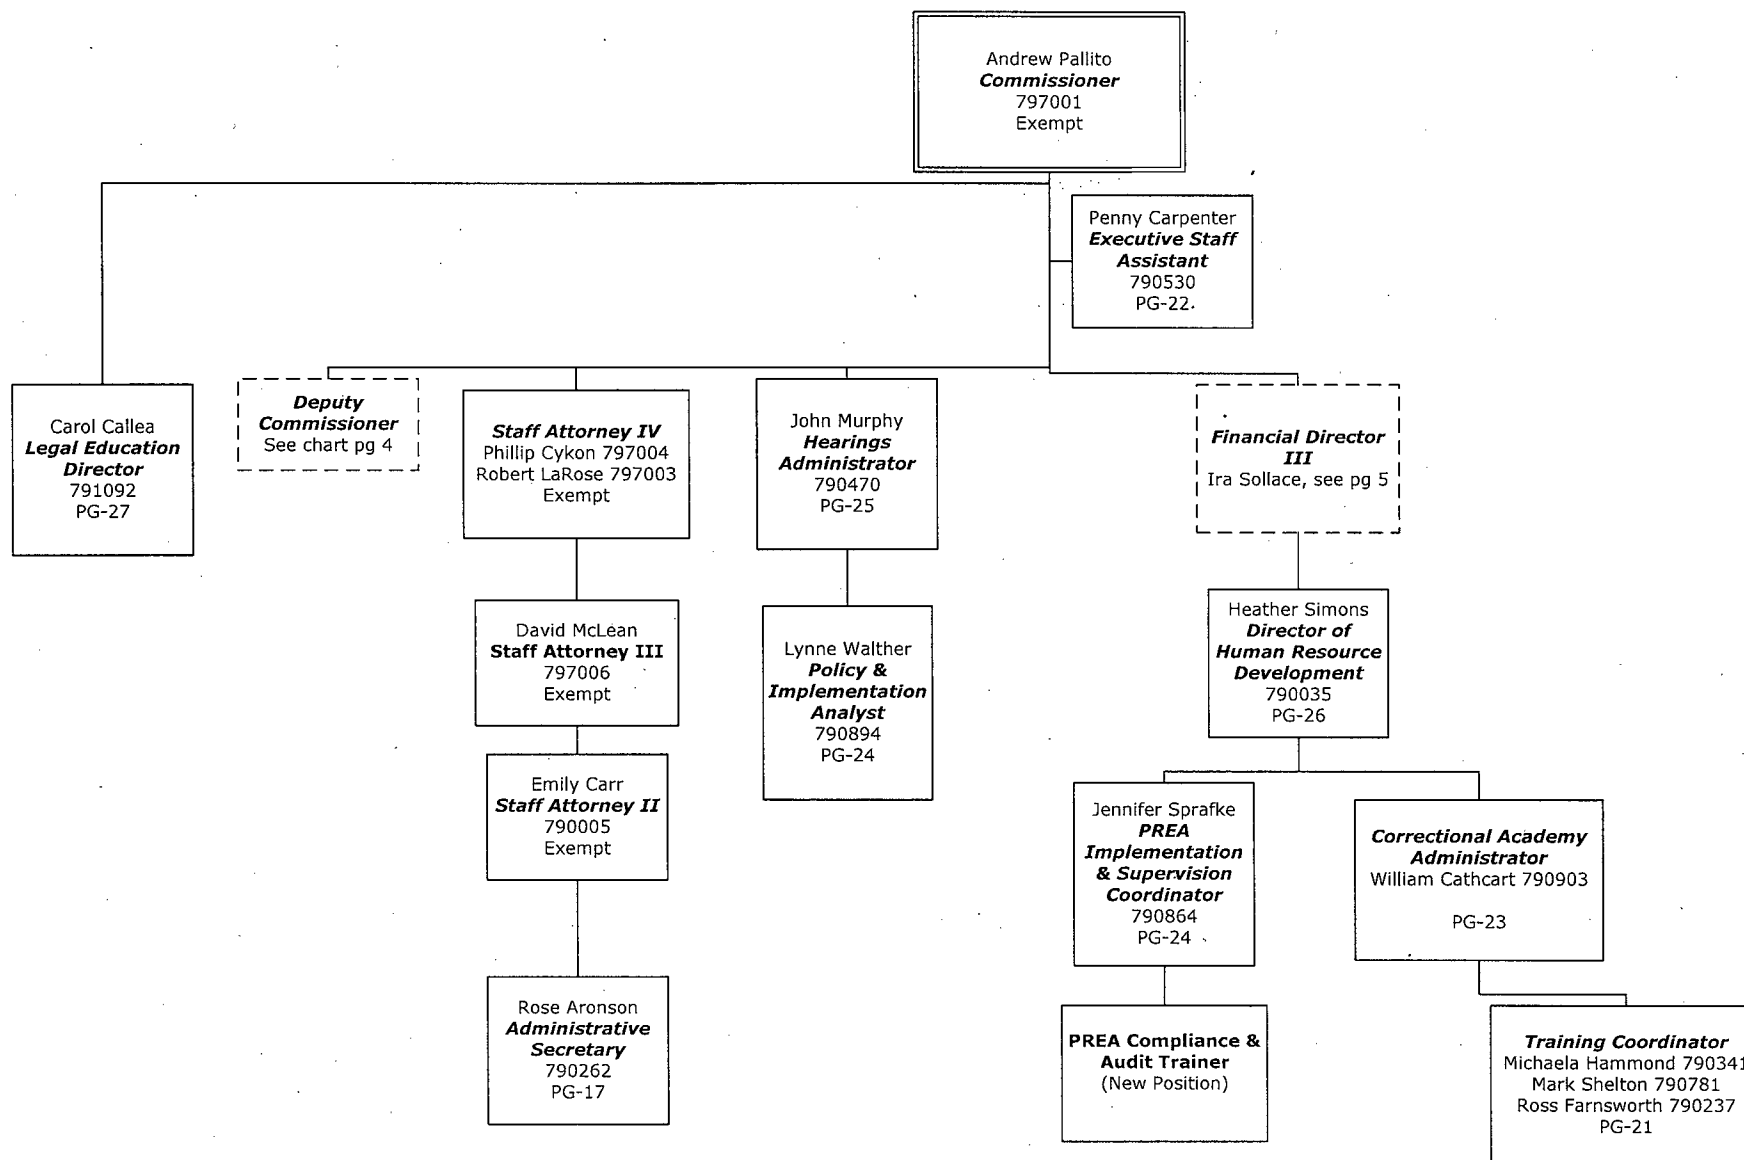 Andrew Pallito
Commissioner
797001
Exempt
Penny Carpenter
Executive Staff
Assistant
790530
PG-22
Carol Callea
Legal Education
Director
791092
PG-27
Deputy
Commissioner
See chart pg 4
Staff Attorney IV
Phillip Cykon 797004
Robert LaRose 797003
Exempt
John Murphy
Hearings
Administrator
790470
PG-25
Financial Director
III
Ira Sollace, see pg 5
David McLean
Staff Attorney III
797006
Exempt
Lynne Walther
Policy &
Implementation
Analyst
790894
PG-24
Heather Simons
Director of
Human Resource
Development
790035
PG-26
Emily Carr
Staff Attorney II
790005
Exempt
Jennifer Sprafke
PREA
Implementation
& Supervision
Coordinator
790864
PG-24
Correctional Academy
Administrator
William Cathcart 790903
PG-23
Rose Aronson
Administrative
Secretary
790262
PG-17
PREA Compliance &
Audit Trainer
(New Position)
Training Coordinator
Michaela Hammond 790341
Mark Shelton 790781
Ross Farnsworth 790237
PG-21